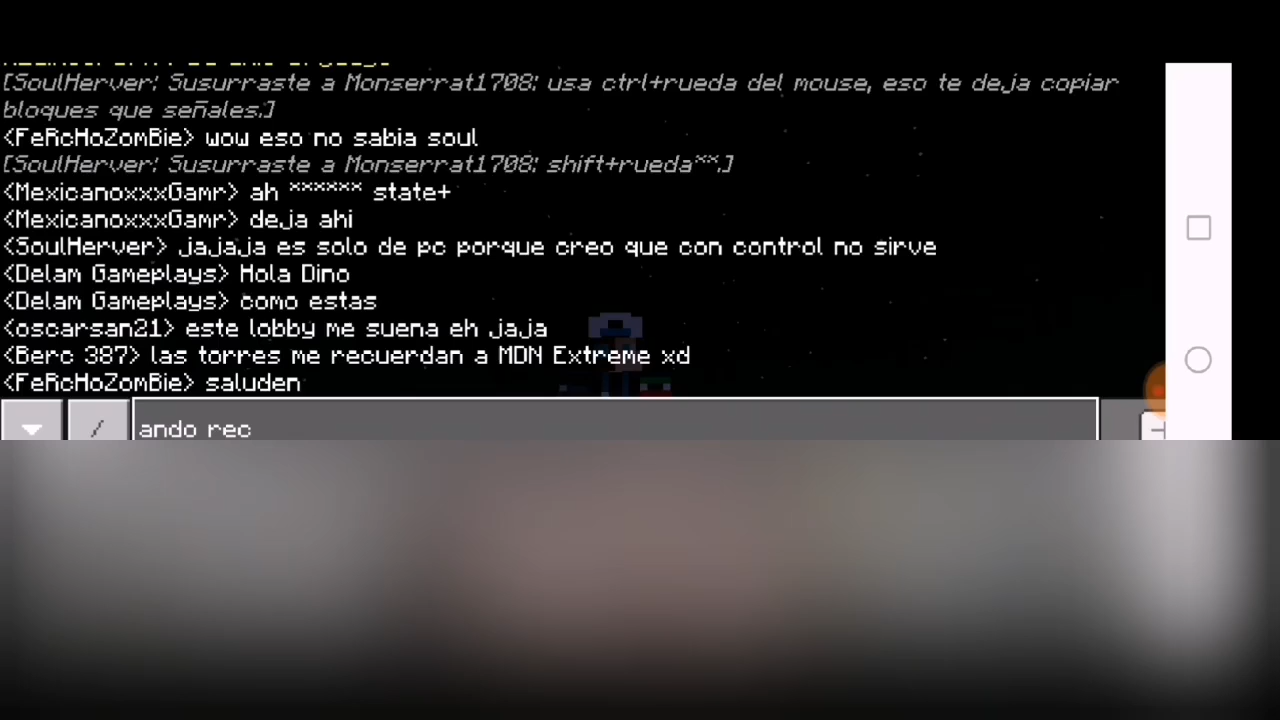 [SoulHerver: Susurraste a Monserrat1708: usa ctrl+rueda del mouse, eso te deja copiar
bloques que señales.]
<FeRcHoZomBie> wow eso no sabia soul
[SoulHerver: Susurraste a Monserrat1708: shift+rueda**.]
<MexicanoxxxGamr> ah ****** state+
<MexicanoxxxGamr> deja ahi
<SoulHerver> jajaja es solo de pc porque creo que con control no sirve
<Delam Gameplays> Hola Dino
<Delam Gameplays> como estas
<oscarsan21> este lobby me suena eh jaja
<Berc 387> las torres me recuerdan a MDN Extreme xd
<FeRcHoZomBie> saluden
/ ando rec